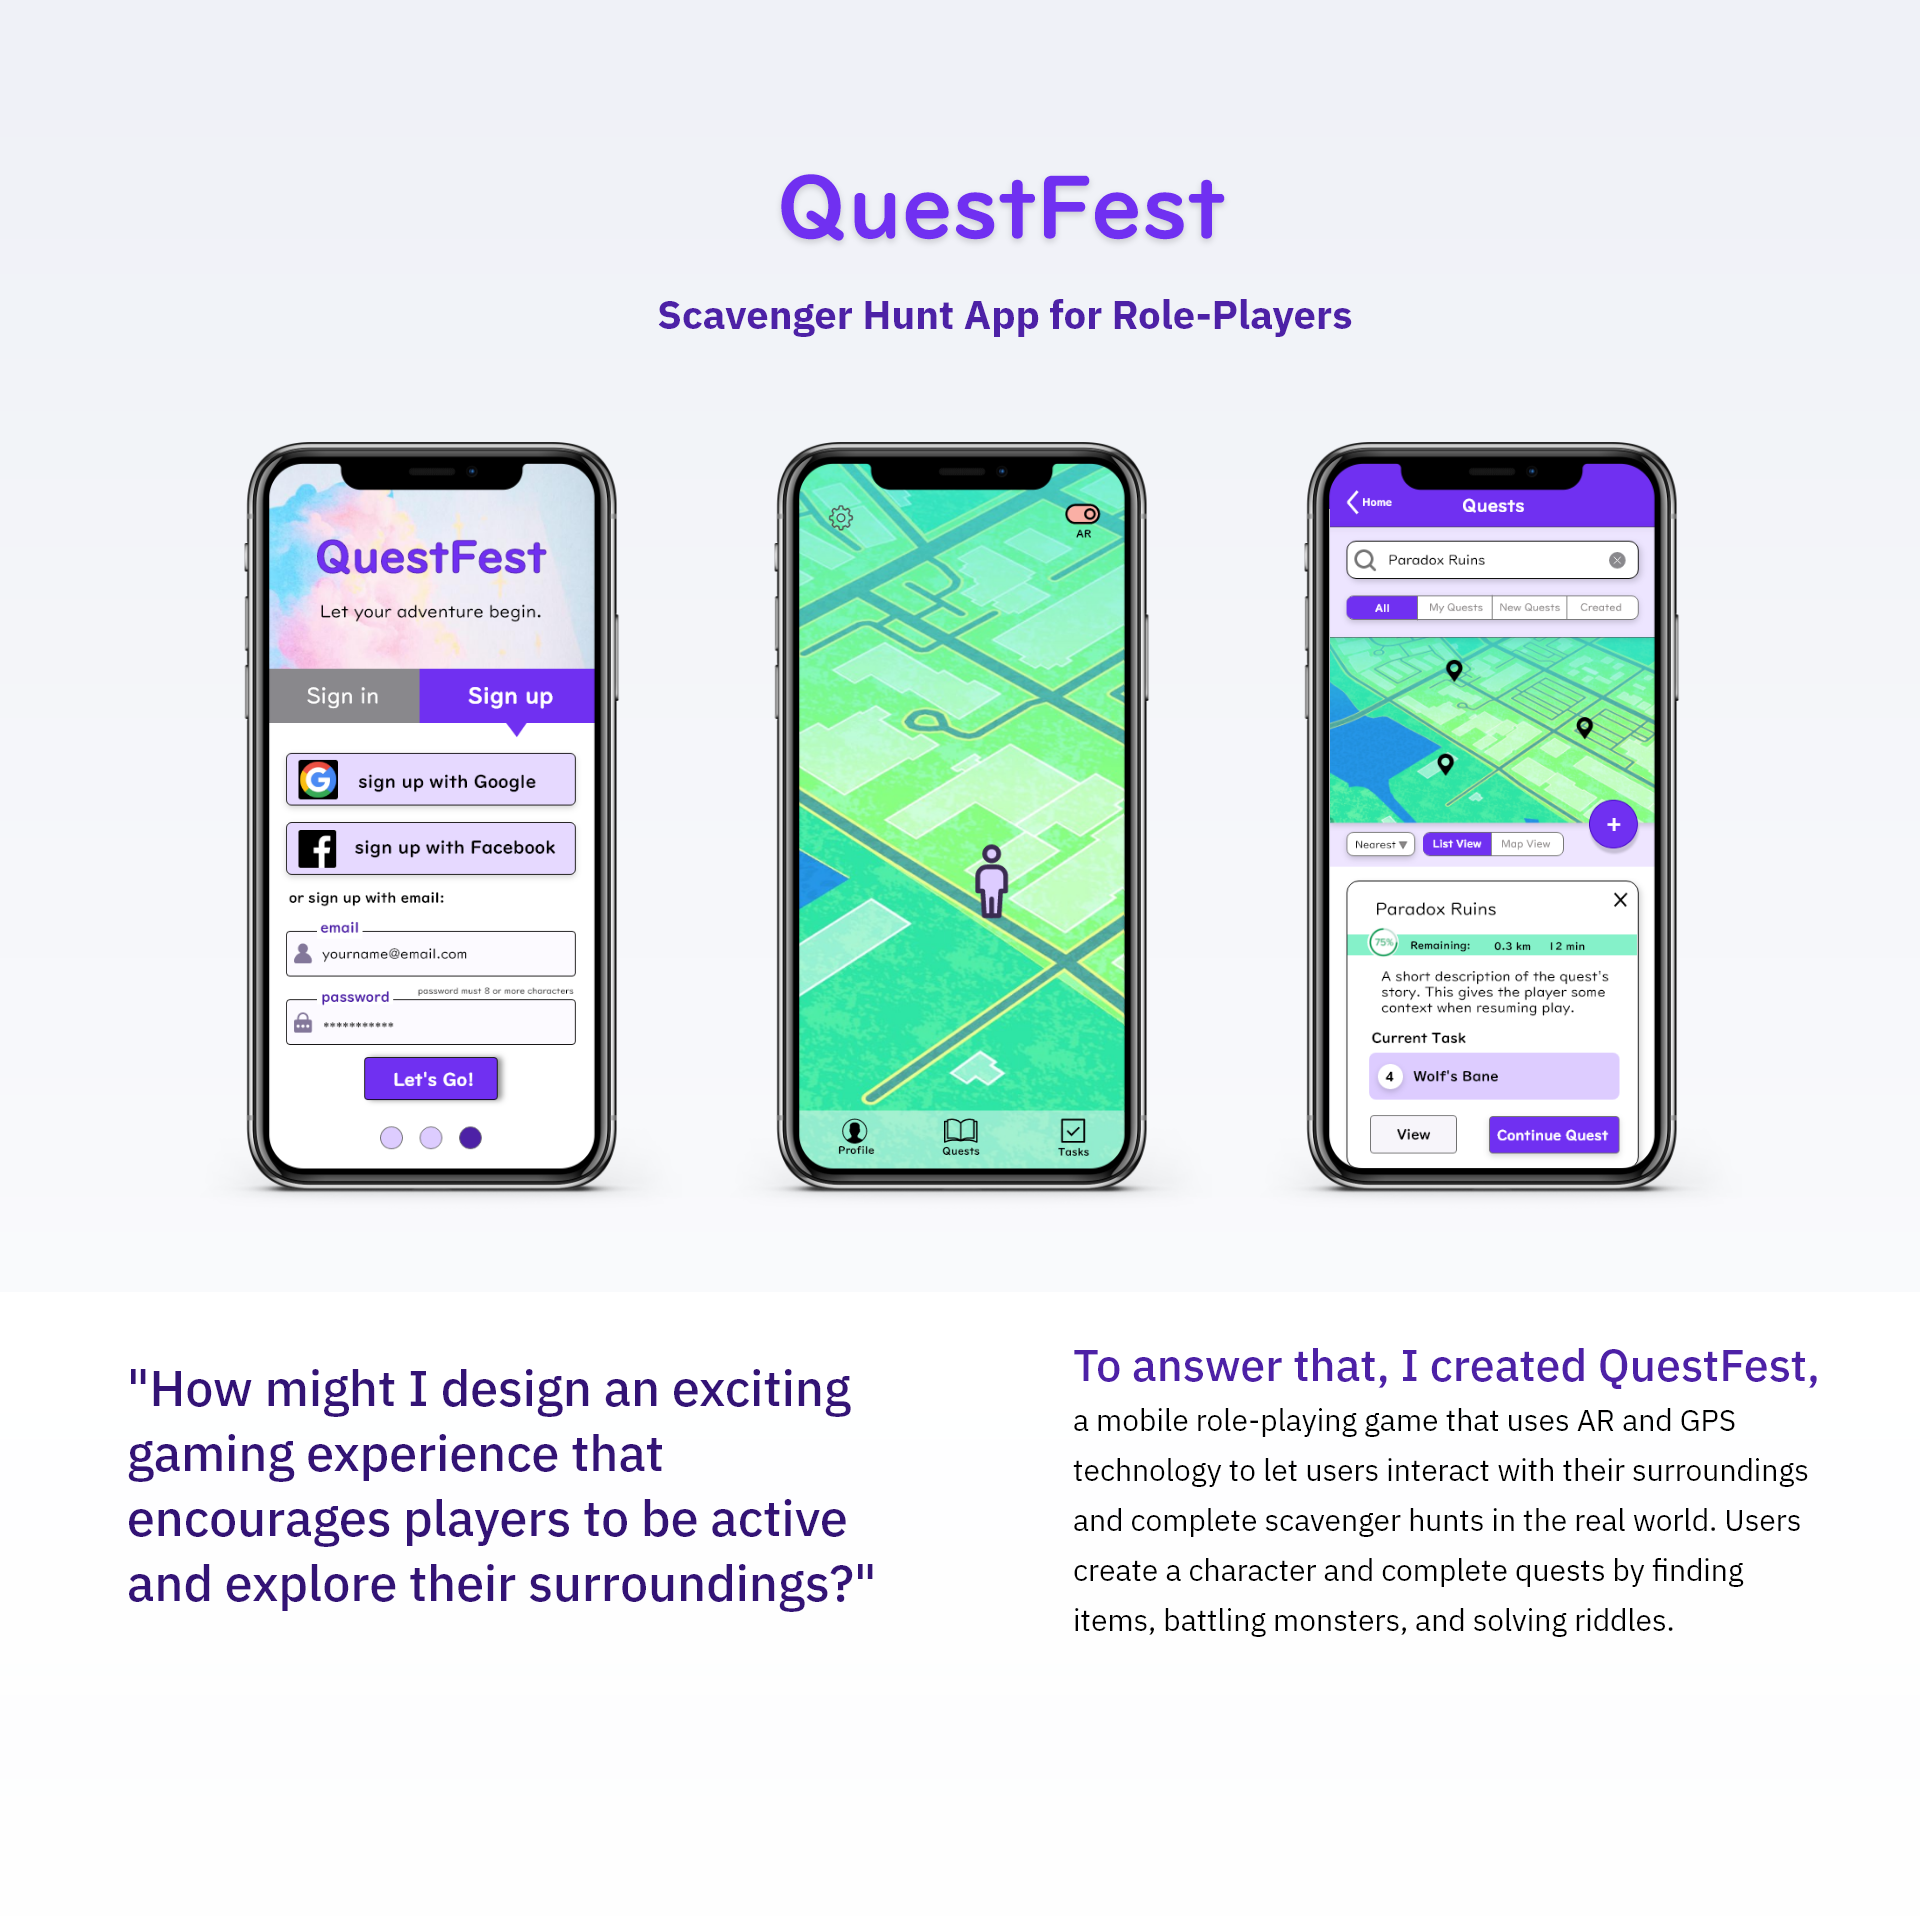 QuestFest
Scavenger Hunt App for Role-Players
QuestFest
Let your adventure begin.
Sign in
Sign up
sign up with Google
sign up with Facebook
or sign up with email:
email
yourname@email.com
password
password must 8 or more characters
***********
Let's Go!
AR
Profile
Quests
Tasks
Home
Quests
Paradox Ruins
All
My Quests
New Quests
Created
Nearest
List View
Map View
+
Paradox Ruins
75%
Remaining:
0.3 km
12 min
A short description of the quest's
story. This gives the player some
context when resuming play.
Current Task
4
Wolf's Bane
View
Continue Quest
"How might I design an exciting
gaming experience that
encourages players to be active
and explore their surroundings?"
To answer that, I created QuestFest,
a mobile role-playing game that uses AR and GPS
technology to let users interact with their surroundings
and complete scavenger hunts in the real world. Users
create a character and complete quests by finding
items, battling monsters, and solving riddles.